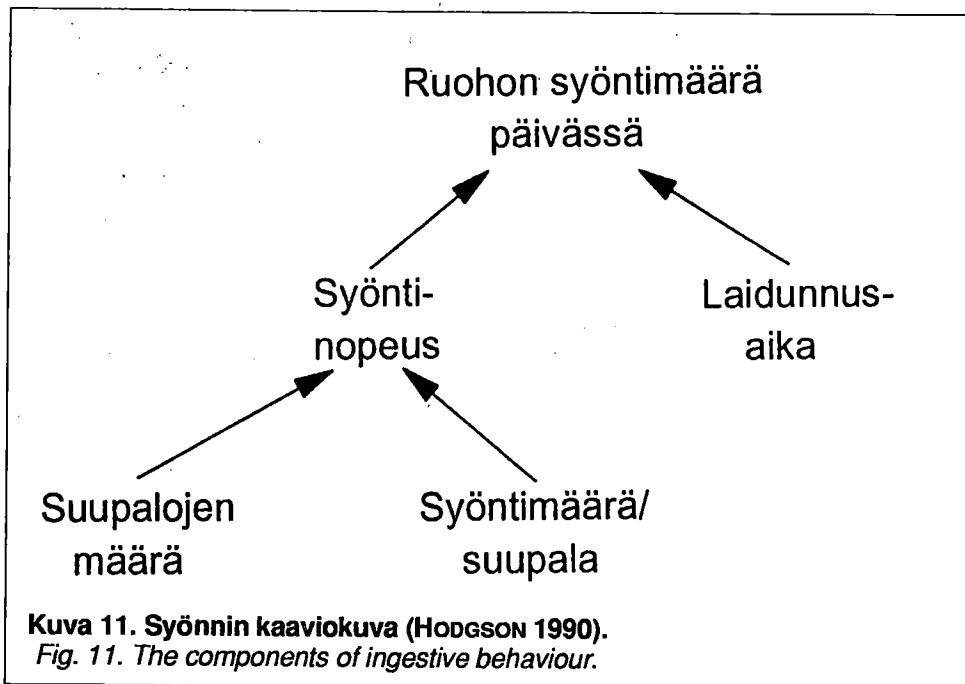 Ruohon syöntimäärä
päivässä
Syönti-
nopeus
Laidunnus-
aika
Suupalojen
määrä
Syöntimäärä/
suupala
Kuva 11. Syönnin kaaviokuva (HODGSON 1990).
Fig. 11. The components of ingestive behaviour.